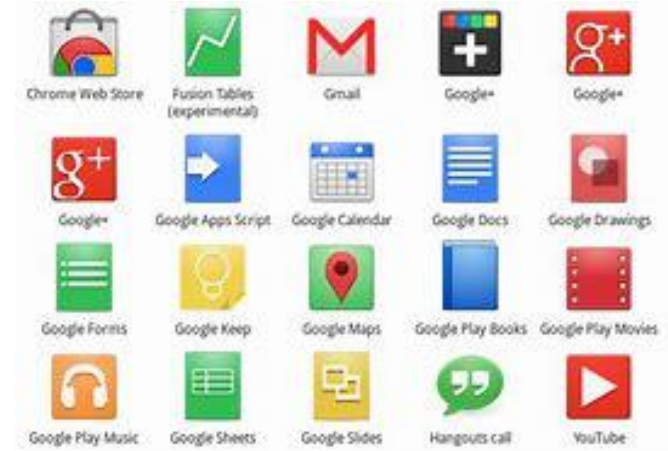 Chrome Web Store
Fusion Tables
(experimental)
Gmail
Google+
Google+
Google+
Google Apps Script
Google Calendar
Google Docs
Google Drawings
Google Forms
Google Keep
Google Maps
Google Play Books
Google Play Movies
Google Play Music
Google Sheets
Google Slides
Hangouts call
YouTube